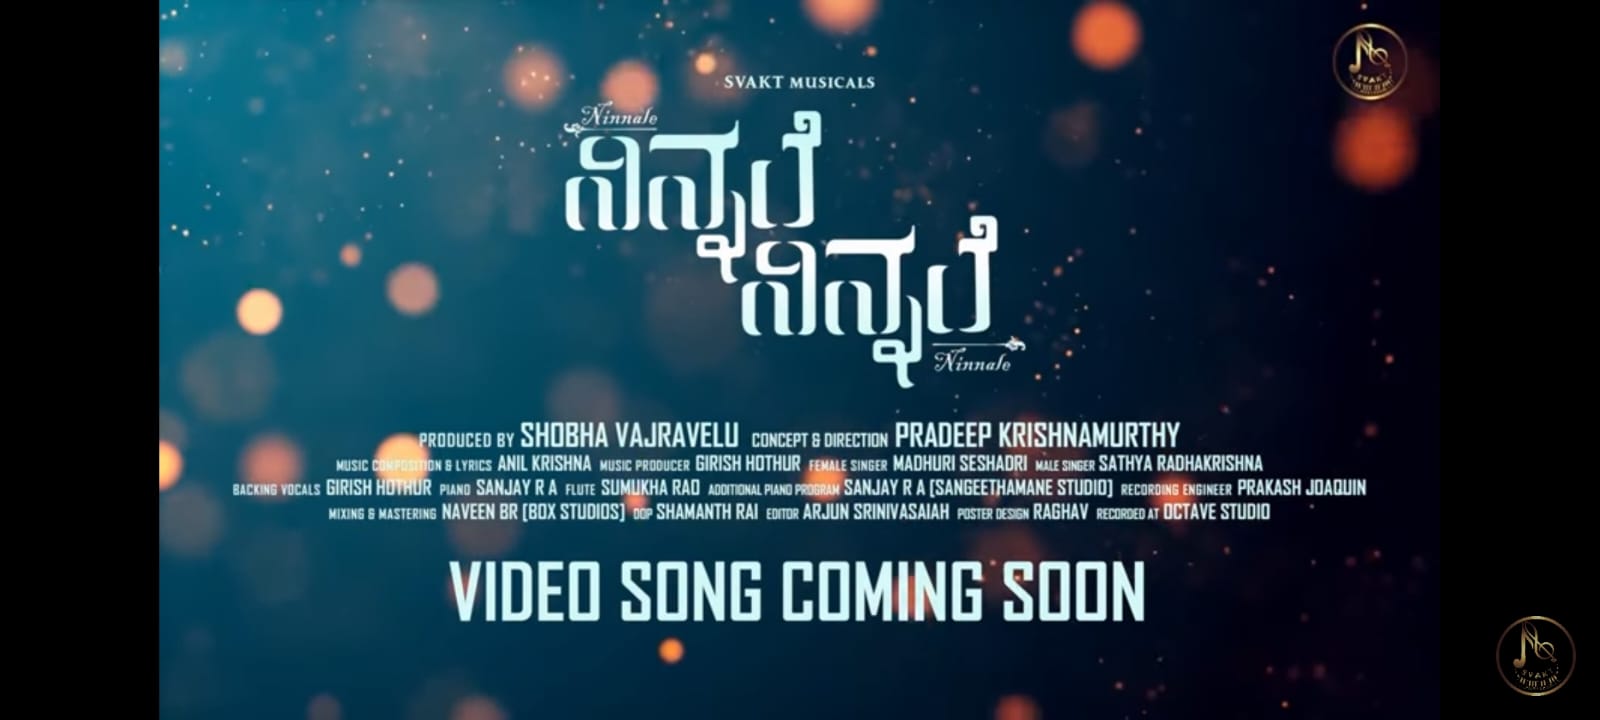 SVAKT MUSICALS
Ninnale
ನಿನ್ನಲೆ
ನಿನ್ನಲೆ
Ninnale
PRODUCED BY SHOBHA VAJRAVELU CONCEPT & DIRECTION PRADEEP KRISHNAMURTHY
MUSIC COMPOSITION & LYRICS ANIL KRISHNA MUSIC PRODUCER GIRISH HOTHUR FEMALE SINGER MADHURI SESHADRI MALE SINGER SATHYA RADHAKRISHNA
BACKING VOCALS GIRISH HOTHUR PIANO SANJAY R A FLUTE SUMUKHA RAO ADDITIONAL PIANO PROGRAM SANJAY R A [SANGEETHAMANE STUDIO] RECORDING ENGINEER PRAKASH JOAQUIN
MIXING & MASTERING NAVEEN BR [BOX STUDIOS] DOP SHAMANTH RAI EDITOR ARJUN SRINIVASAIAH POSTER DESIGN RAGHAV RECORDED AT OCTAVE STUDIO
VIDEO SONG COMING SOON
SVAKT
SVAKT